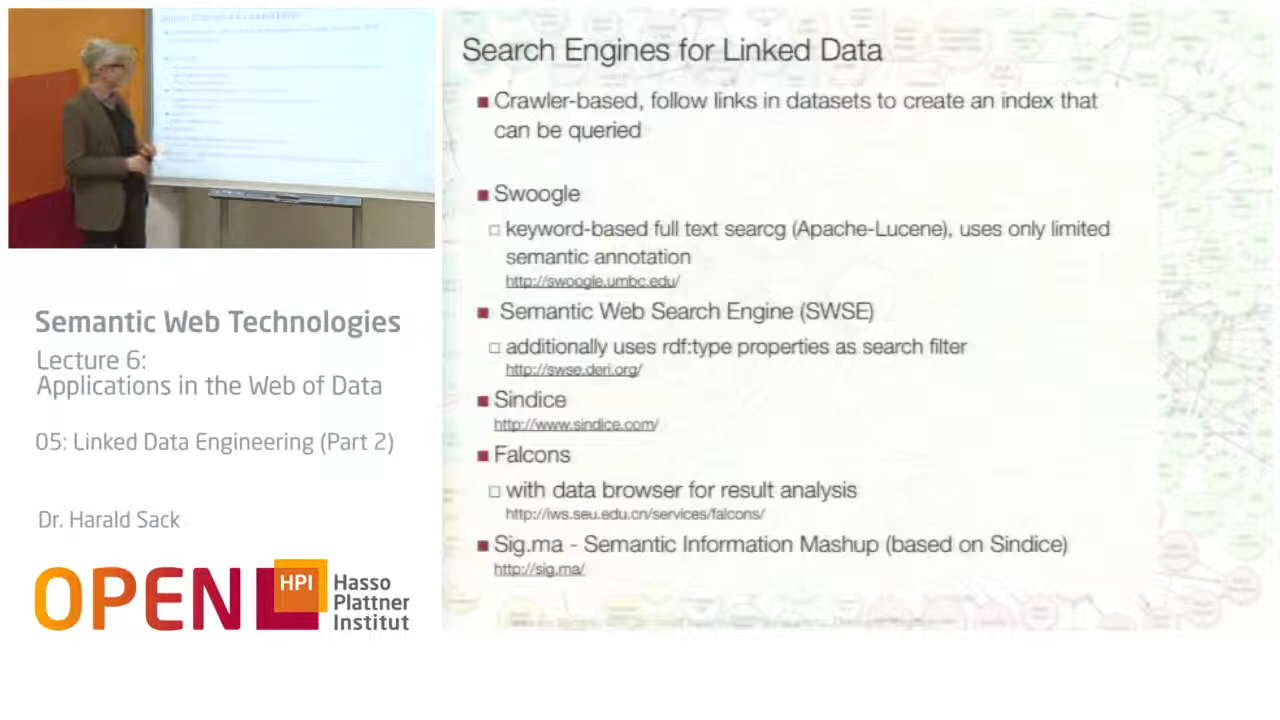 Search Engines for Linked Data
Crawler-based, follow links in datasets to create an index that
can be queried
Swoogle
keyword-based full text searcg (Apache-Lucene), uses only limited
semantic annotation
http://swoogle.umbc.edu/
Semantic Web Search Engine (SWSE)
additionally uses rdf:type properties as search filter
http://swse.deri.org/
Sindice
http://www.sindice.com/
Falcons
with data browser for result analysis
http://iws.seu.edu.cn/services/falcons/
Sig.ma - Semantic Information Mashup (based on Sindice)
http://sig.ma/
Semantic Web Technologies
Lecture 6:
Applications in the Web of Data
05: Linked Data Engineering (Part 2)
Dr. Harald Sack
OPEN HPI
Hasso
Plattner
Institut